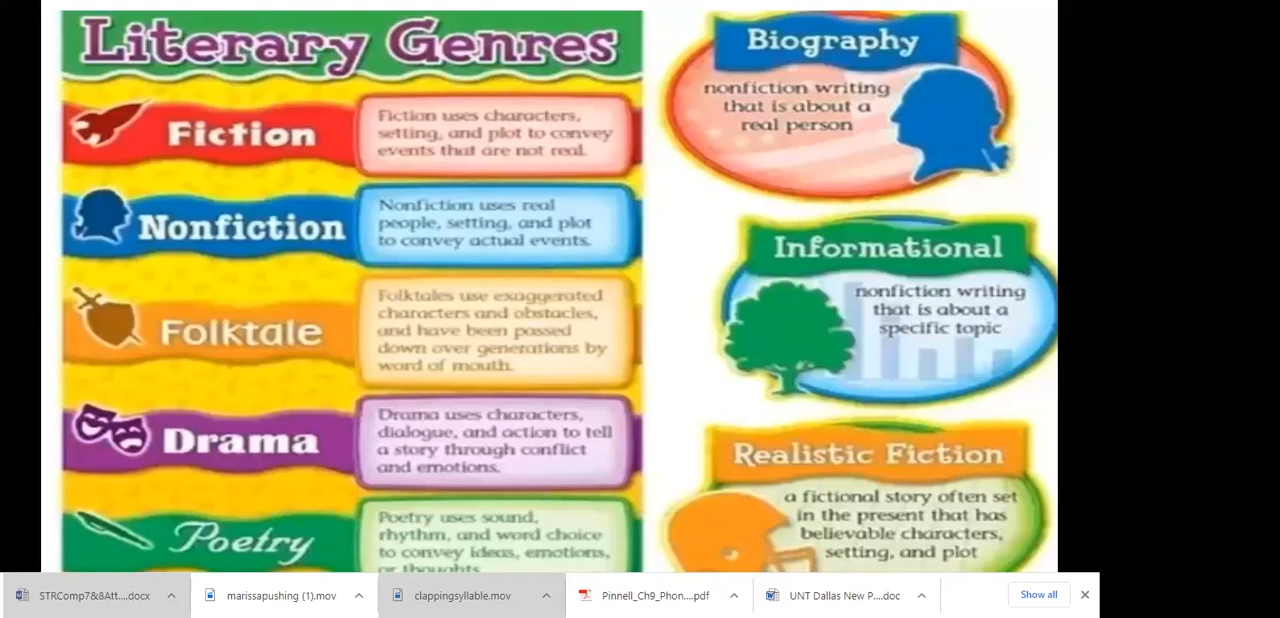 Literary Genres
Fiction
Fiction uses characters,
setting, and plot to convey
events that are not real.
Nonfiction
Nonfiction uses real
people, setting, and plot
to convey actual events.
Folktale
Folktales use exaggerated
characters and obstacles,
and have been passed
down over generations by
word of mouth.
Drama
Drama uses characters,
dialogue, and action to tell
a story through conflict
and emotions.
Poetry
Poetry uses sound,
rhythm, and word choice
to convey ideas, emotions,
or thoughts
Biography
nonfiction writing
that is about a
real person
Informational
nonfiction writing
that is about a
specific topic
Realistic Fiction
a fictional story often set
in the present that has
believable characters,
setting, and plot
STRComp7&8Att....docx
marissapushing (1).mov
clappingsyllable.mov
Pinnell_Ch9_Phon....pdf
UNT Dallas New P....doc
Show all